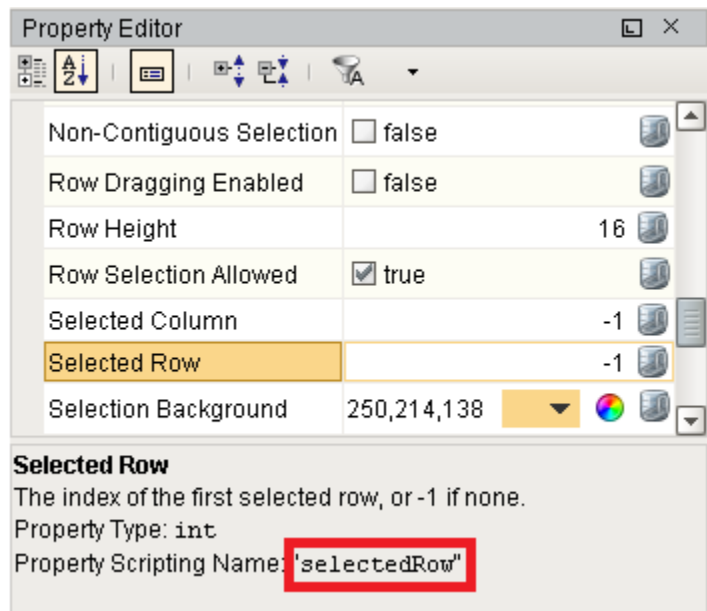 Property Editor
A
Z
A
Non-Contiguous Selection false
Row Dragging Enabled false
Row Height 16
Row Selection Allowed true
Selected Column -1
Selected Row -1
Selection Background 250,214,138
Selected Row
The index of the first selected row, or -1 if none.
Property Type: int
Property Scripting Name: "selectedRow"